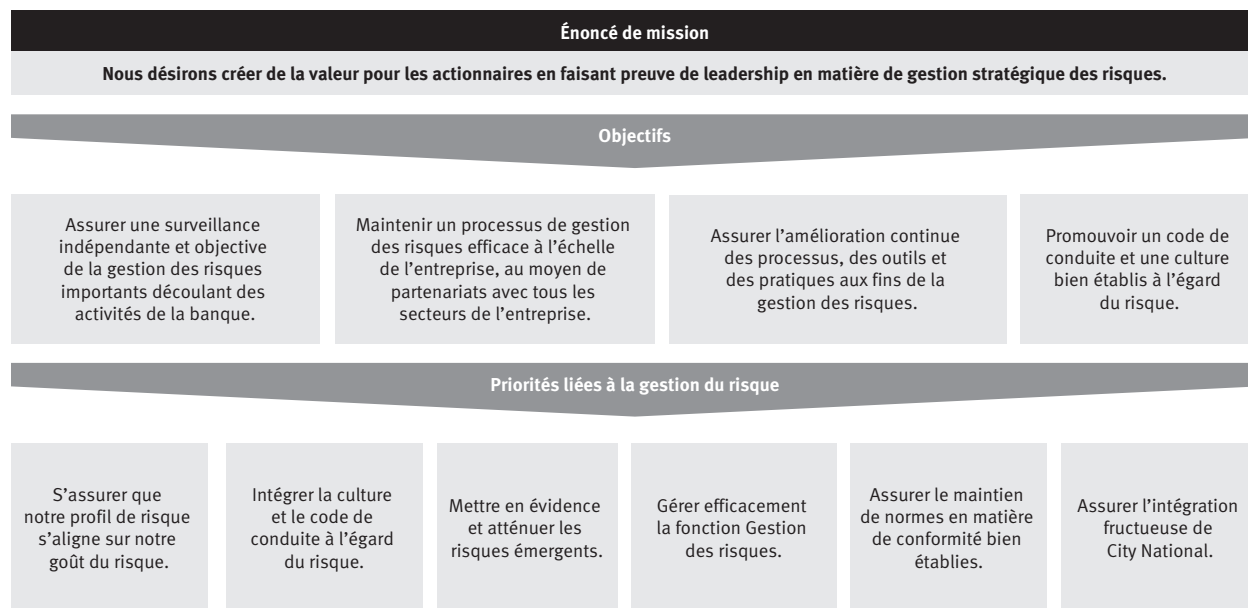 Énoncé de mission
Nous désirons créer de la valeur pour les actionnaires en faisant preuve de leadership en matière de gestion stratégique des risques.
Objectifs
Assurer une surveillance
indépendante et objective
de la gestion des risques
importants découlant des
activités de la banque.
Maintenir un processus de gestion
des risques efficace à l’échelle
de l’entreprise, au moyen de
partenariats avec tous les
secteurs de l’entreprise.
Assurer l’amélioration continue
des processus, des outils et
des pratiques aux fins de la
gestion des risques.
Promouvoir un code de
conduite et une culture
bien établis à l’égard
du risque.
Priorités liées à la gestion du risque
S’assurer que
notre profil de risque
s’aligne sur notre
goût du risque.
Intégrer la culture
et le code de
conduite à l’égard
du risque.
Mettre en évidence
et atténuer les
risques émergents.
Gérer efficacement
la fonction Gestion
des risques.
Assurer le maintien
de normes en matière
de conformité bien
établies.
Assurer l’intégration
fructueuse de
City National.